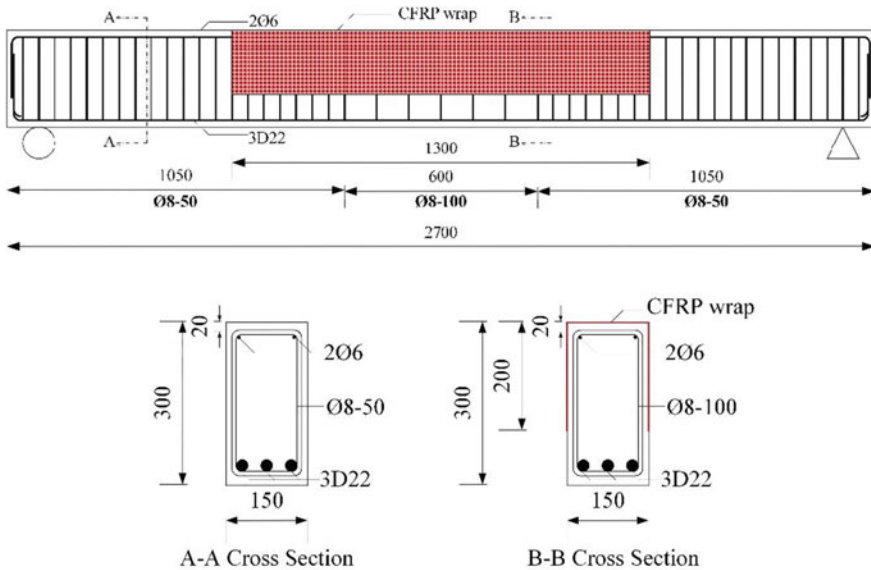 A-
2Ø6
CFRP wrap
B-
A-
3D22
B-
1300
1050
600
1050
Ø8-50
Ø8-100
Ø8-50
2700
CFRP wrap
20
2Ø6
300
Ø8-50
3D22
150
20
2Ø6
200
300
Ø8-100
3D22
150
A-A Cross Section
B-B Cross Section